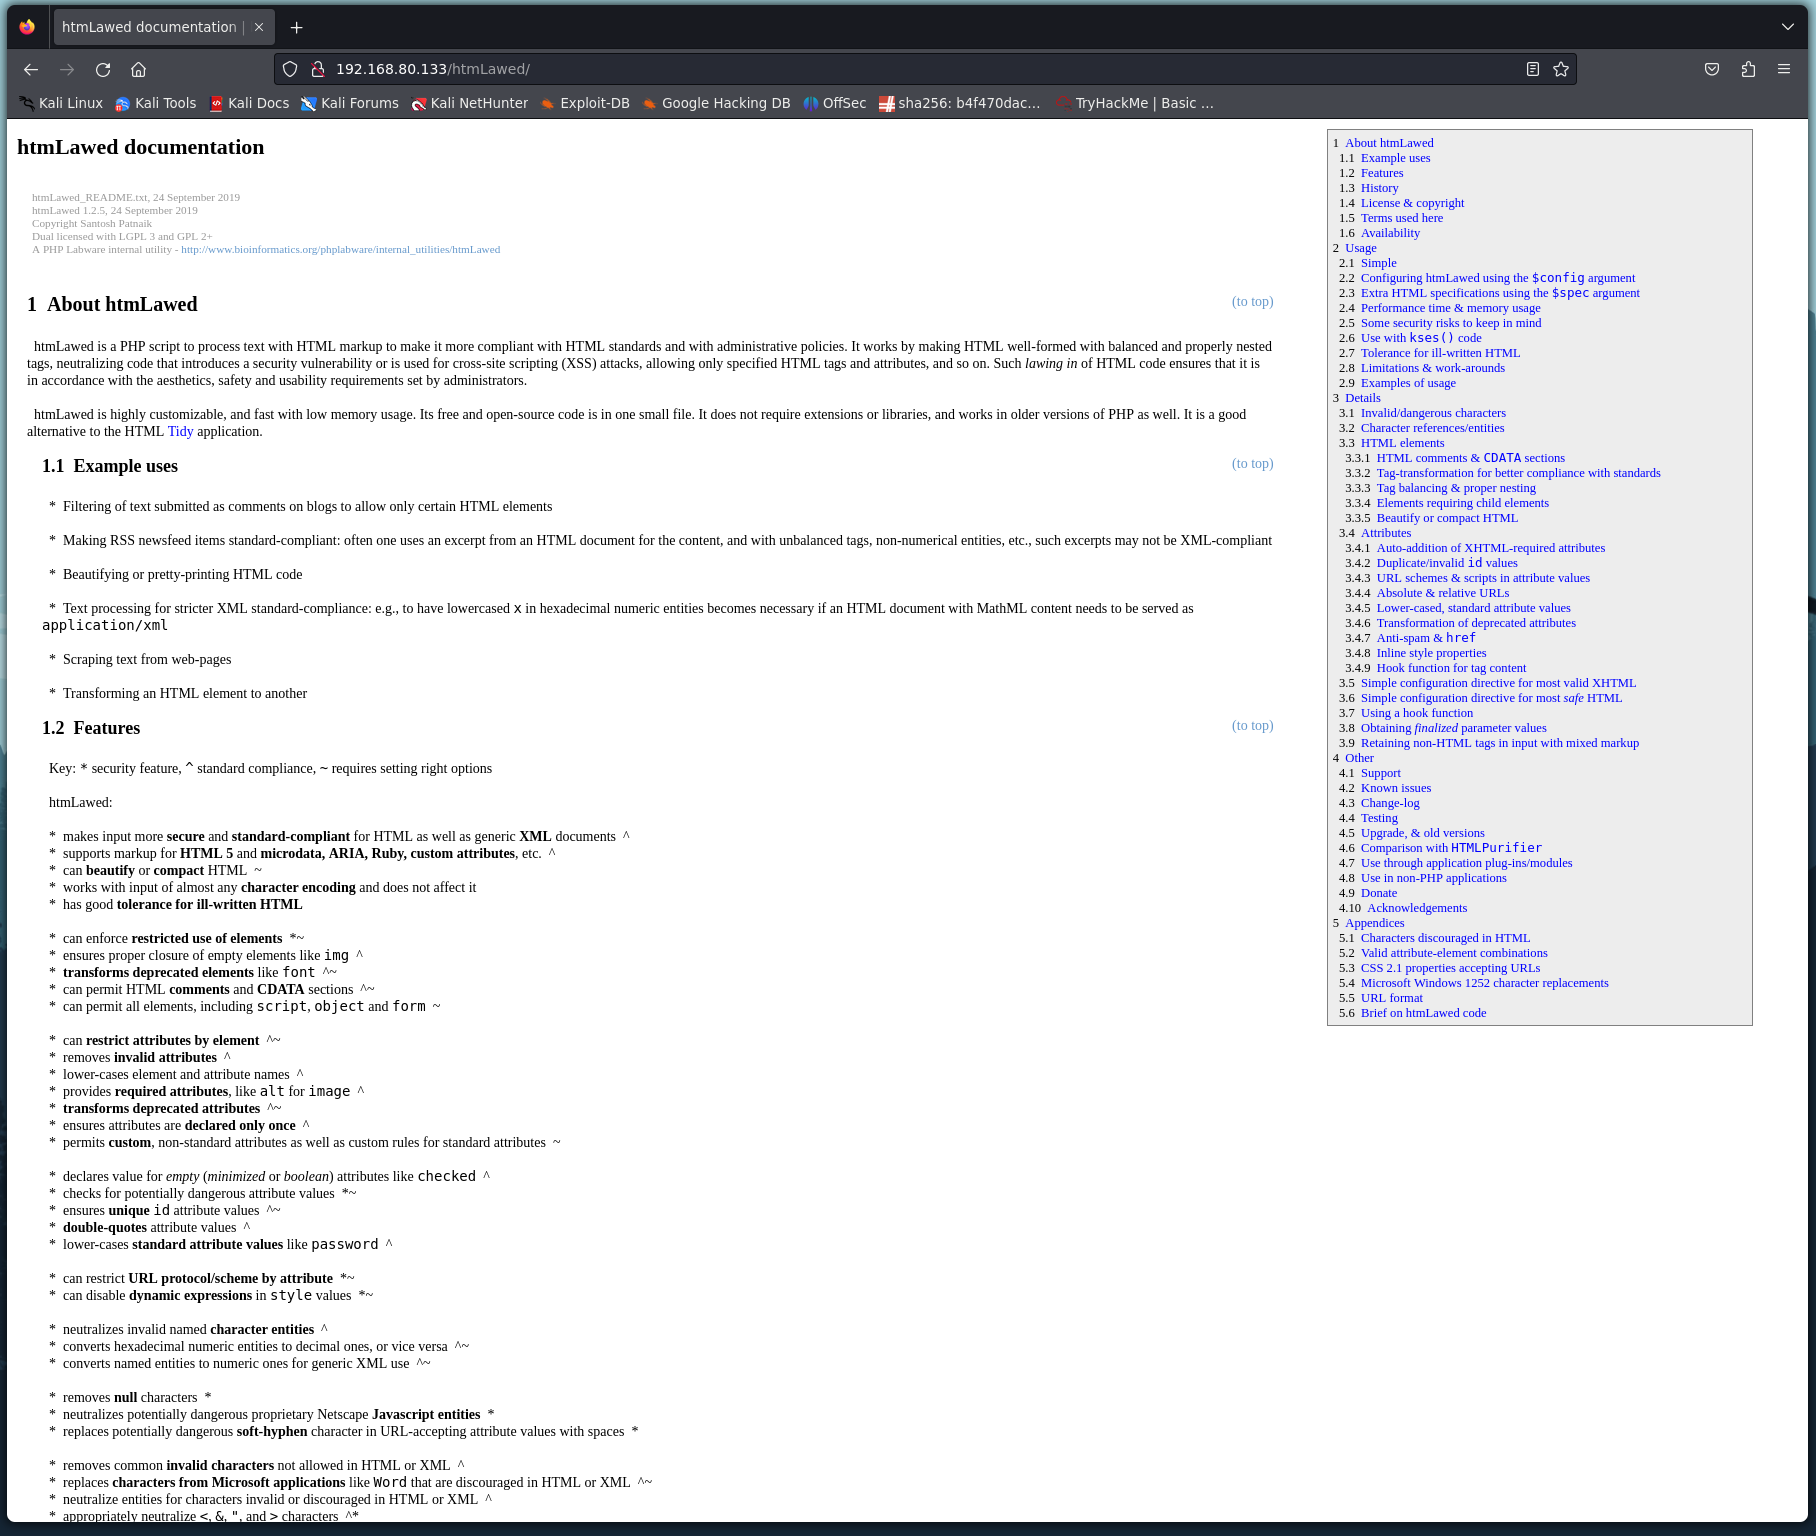 htmLawed documentation |
192.168.80.133/htmLawed/
Kali Linux Kali Tools Kali Docs Kali Forums Kali NetHunter Exploit-DB Google Hacking DB OffSec sha256: b4f470dac… TryHackMe | Basic …
htmLawed documentation
htmLawed_README.txt, 24 September 2019
htmLawed 1.2.5, 24 September 2019
Copyright Santosh Patnaik
Dual licensed with LGPL 3 and GPL 2+
A PHP Labware internal utility - http://www.bioinformatics.org/phplabware/internal_utilities/htmLawed
1 About htmLawed
(to top)
htmLawed is a PHP script to process text with HTML markup to make it more compliant with HTML standards and with administrative policies. It works by making HTML well-formed with balanced and properly nested
tags, neutralizing code that introduces a security vulnerability or is used for cross-site scripting (XSS) attacks, allowing only specified HTML tags and attributes, and so on. Such lawing in of HTML code ensures that it is
in accordance with the aesthetics, safety and usability requirements set by administrators.
htmLawed is highly customizable, and fast with low memory usage. Its free and open-source code is in one small file. It does not require extensions or libraries, and works in older versions of PHP as well. It is a good
alternative to the HTML Tidy application.
1.1 Example uses
(to top)
* Filtering of text submitted as comments on blogs to allow only certain HTML elements
* Making RSS newsfeed items standard-compliant: often one uses an excerpt from an HTML document for the content, and with unbalanced tags, non-numerical entities, etc., such excerpts may not be XML-compliant
* Beautifying or pretty-printing HTML code
* Text processing for stricter XML standard-compliance: e.g., to have lowercased x in hexadecimal numeric entities becomes necessary if an HTML document with MathML content needs to be served as
application/xml
* Scraping text from web-pages
* Transforming an HTML element to another
1.2 Features
(to top)
Key: * security feature, ^ standard compliance, ~ requires setting right options
htmLawed:
* makes input more secure and standard-compliant for HTML as well as generic XML documents ^
* supports markup for HTML 5 and microdata, ARIA, Ruby, custom attributes, etc. ^
* can beautify or compact HTML ~
* works with input of almost any character encoding and does not affect it
* has good tolerance for ill-written HTML
* can enforce restricted use of elements *~
* ensures proper closure of empty elements like img ^
* transforms deprecated elements like font ^~
* can permit HTML comments and CDATA sections ^~
* can permit all elements, including script, object and form ~
* can restrict attributes by element ^~
* removes invalid attributes ^
* lower-cases element and attribute names ^
* provides required attributes, like alt for image ^
* transforms deprecated attributes ^~
* ensures attributes are declared only once ^
* permits custom, non-standard attributes as well as custom rules for standard attributes ~
* declares value for empty (minimized or boolean) attributes like checked ^
* checks for potentially dangerous attribute values *~
* ensures unique id attribute values ^~
* double-quotes attribute values ^
* lower-cases standard attribute values like password ^
* can restrict URL protocol/scheme by attribute *~
* can disable dynamic expressions in style values *~
* neutralizes invalid named character entities ^
* converts hexadecimal numeric entities to decimal ones, or vice versa ^~
* converts named entities to numeric ones for generic XML use ^~
* removes null characters *
* neutralizes potentially dangerous proprietary Netscape Javascript entities *
* replaces potentially dangerous soft-hyphen character in URL-accepting attribute values with spaces *
* removes common invalid characters not allowed in HTML or XML ^
* replaces characters from Microsoft applications like Word that are discouraged in HTML or XML ^~
* neutralize entities for characters invalid or discouraged in HTML or XML ^
* appropriately neutralize <, &, ", and > characters ^*
1 About htmLawed
1.1 Example uses
1.2 Features
1.3 History
1.4 License & copyright
1.5 Terms used here
1.6 Availability
2 Usage
2.1 Simple
2.2 Configuring htmLawed using the $config argument
2.3 Extra HTML specifications using the $spec argument
2.4 Performance time & memory usage
2.5 Some security risks to keep in mind
2.6 Use with kses() code
2.7 Tolerance for ill-written HTML
2.8 Limitations & work-arounds
2.9 Examples of usage
3 Details
3.1 Invalid/dangerous characters
3.2 Character references/entities
3.3 HTML elements
3.3.1 HTML comments & CDATA sections
3.3.2 Tag-transformation for better compliance with standards
3.3.3 Tag balancing & proper nesting
3.3.4 Elements requiring child elements
3.3.5 Beautify or compact HTML
3.4 Attributes
3.4.1 Auto-addition of XHTML-required attributes
3.4.2 Duplicate/invalid id values
3.4.3 URL schemes & scripts in attribute values
3.4.4 Absolute & relative URLs
3.4.5 Lower-cased, standard attribute values
3.4.6 Transformation of deprecated attributes
3.4.7 Anti-spam & href
3.4.8 Inline style properties
3.4.9 Hook function for tag content
3.5 Simple configuration directive for most valid XHTML
3.6 Simple configuration directive for most safe HTML
3.7 Using a hook function
3.8 Obtaining finalized parameter values
3.9 Retaining non-HTML tags in input with mixed markup
4 Other
4.1 Support
4.2 Known issues
4.3 Change-log
4.4 Testing
4.5 Upgrade, & old versions
4.6 Comparison with HTMLPurifier
4.7 Use through application plug-ins/modules
4.8 Use in non-PHP applications
4.9 Donate
4.10 Acknowledgements
5 Appendices
5.1 Characters discouraged in HTML
5.2 Valid attribute-element combinations
5.3 CSS 2.1 properties accepting URLs
5.4 Microsoft Windows 1252 character replacements
5.5 URL format
5.6 Brief on htmLawed code